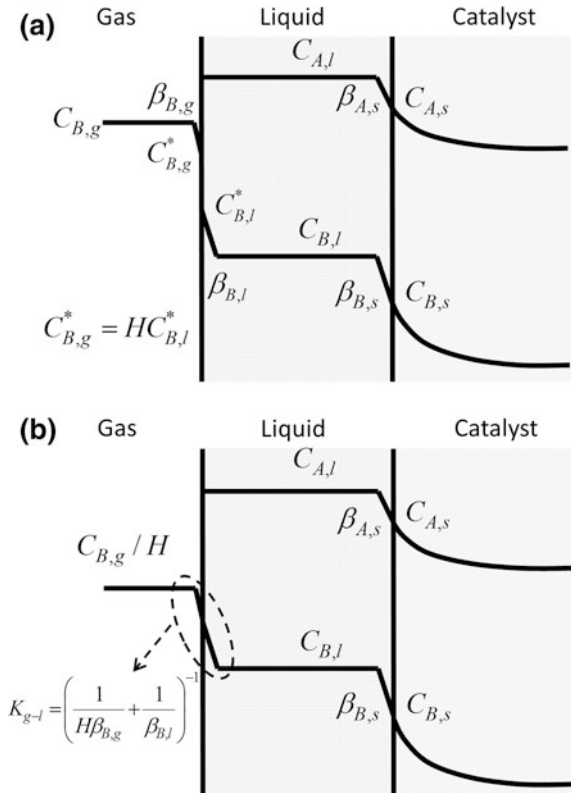 (a) Gas Liquid Catalyst
C_{A,l}
β_{B,g} β_{A,s} C_{A,s}
C_{B,g}
C^*_{B,g}
C^*_{B,l} C_{B,l}
β_{B,l} β_{B,s} C_{B,s}
C^*_{B,g} = HC^*_{B,l}
(b) Gas Liquid Catalyst
C_{A,l}
β_{A,s} C_{A,s}
C_{B,g} / H
C_{B,l}
K_{g-l} = (1/(Hβ_{B,g}) + 1/β_{B,l})^{-1}
β_{B,s} C_{B,s}